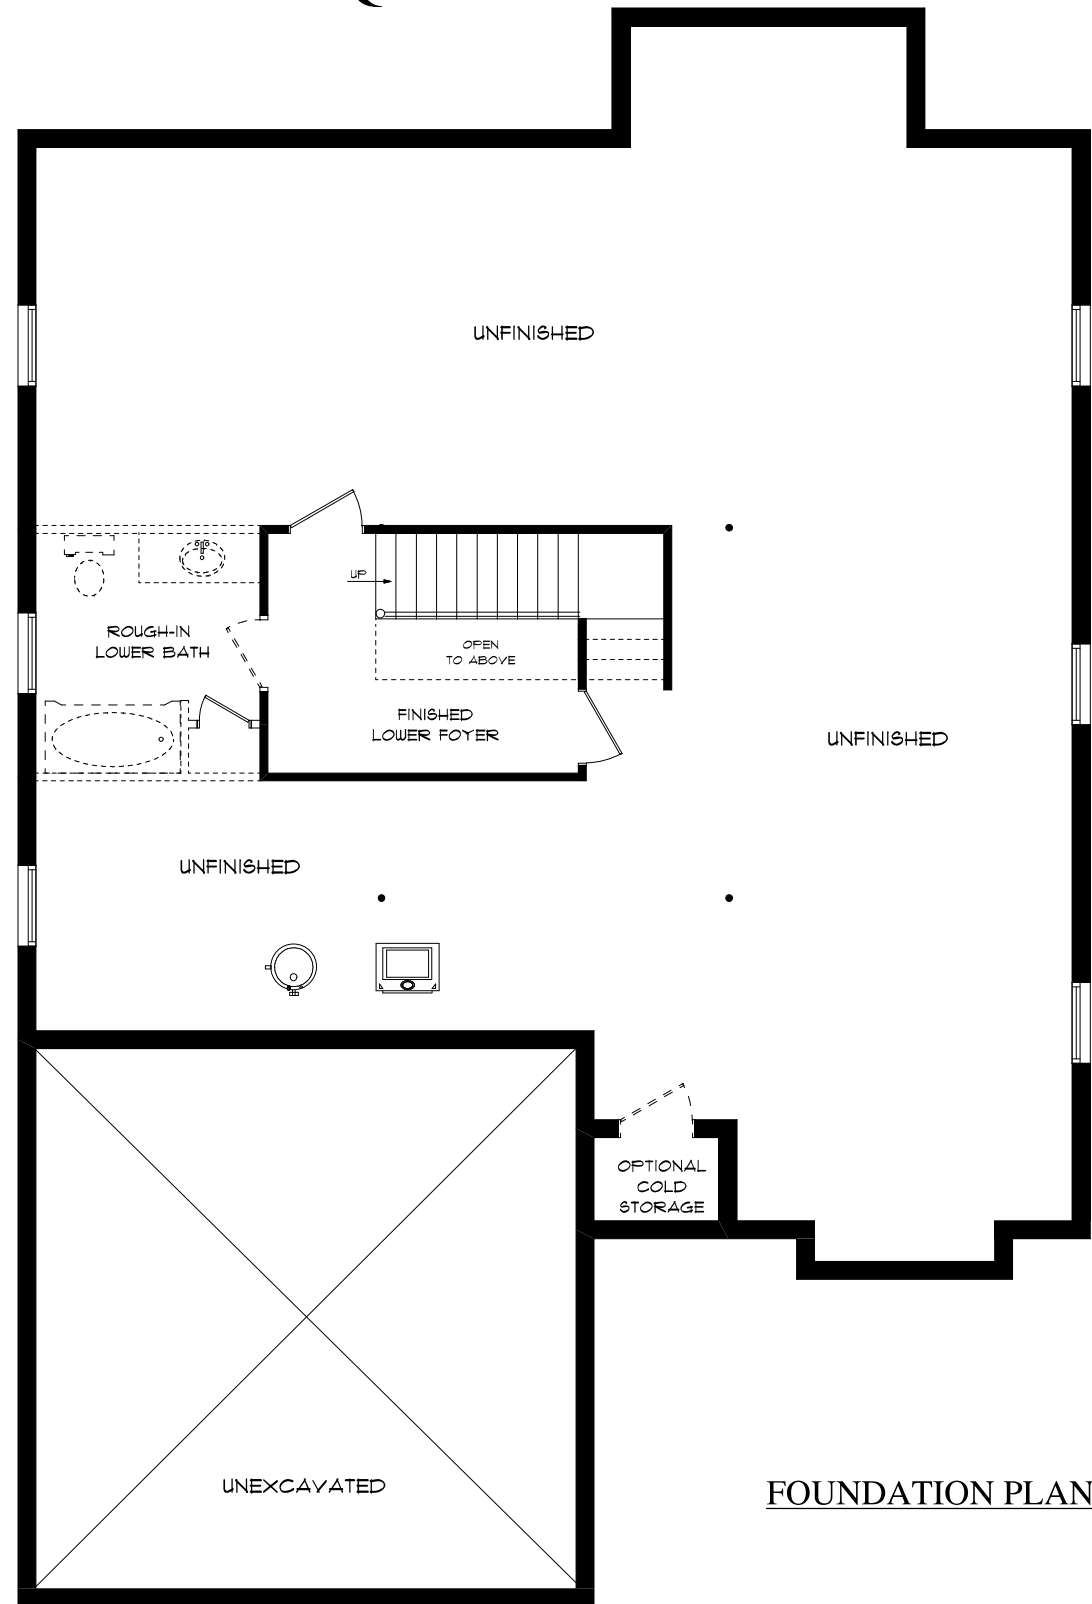 UNFINISHED
UP
ROUGH-IN
LOWER BATH
OPEN
TO ABOVE
FINISHED
LOWER FOYER
UNFINISHED
UNFINISHED
OPTIONAL
COLD
STORAGE
UNEXCAVATED
FOUNDATION PLAN